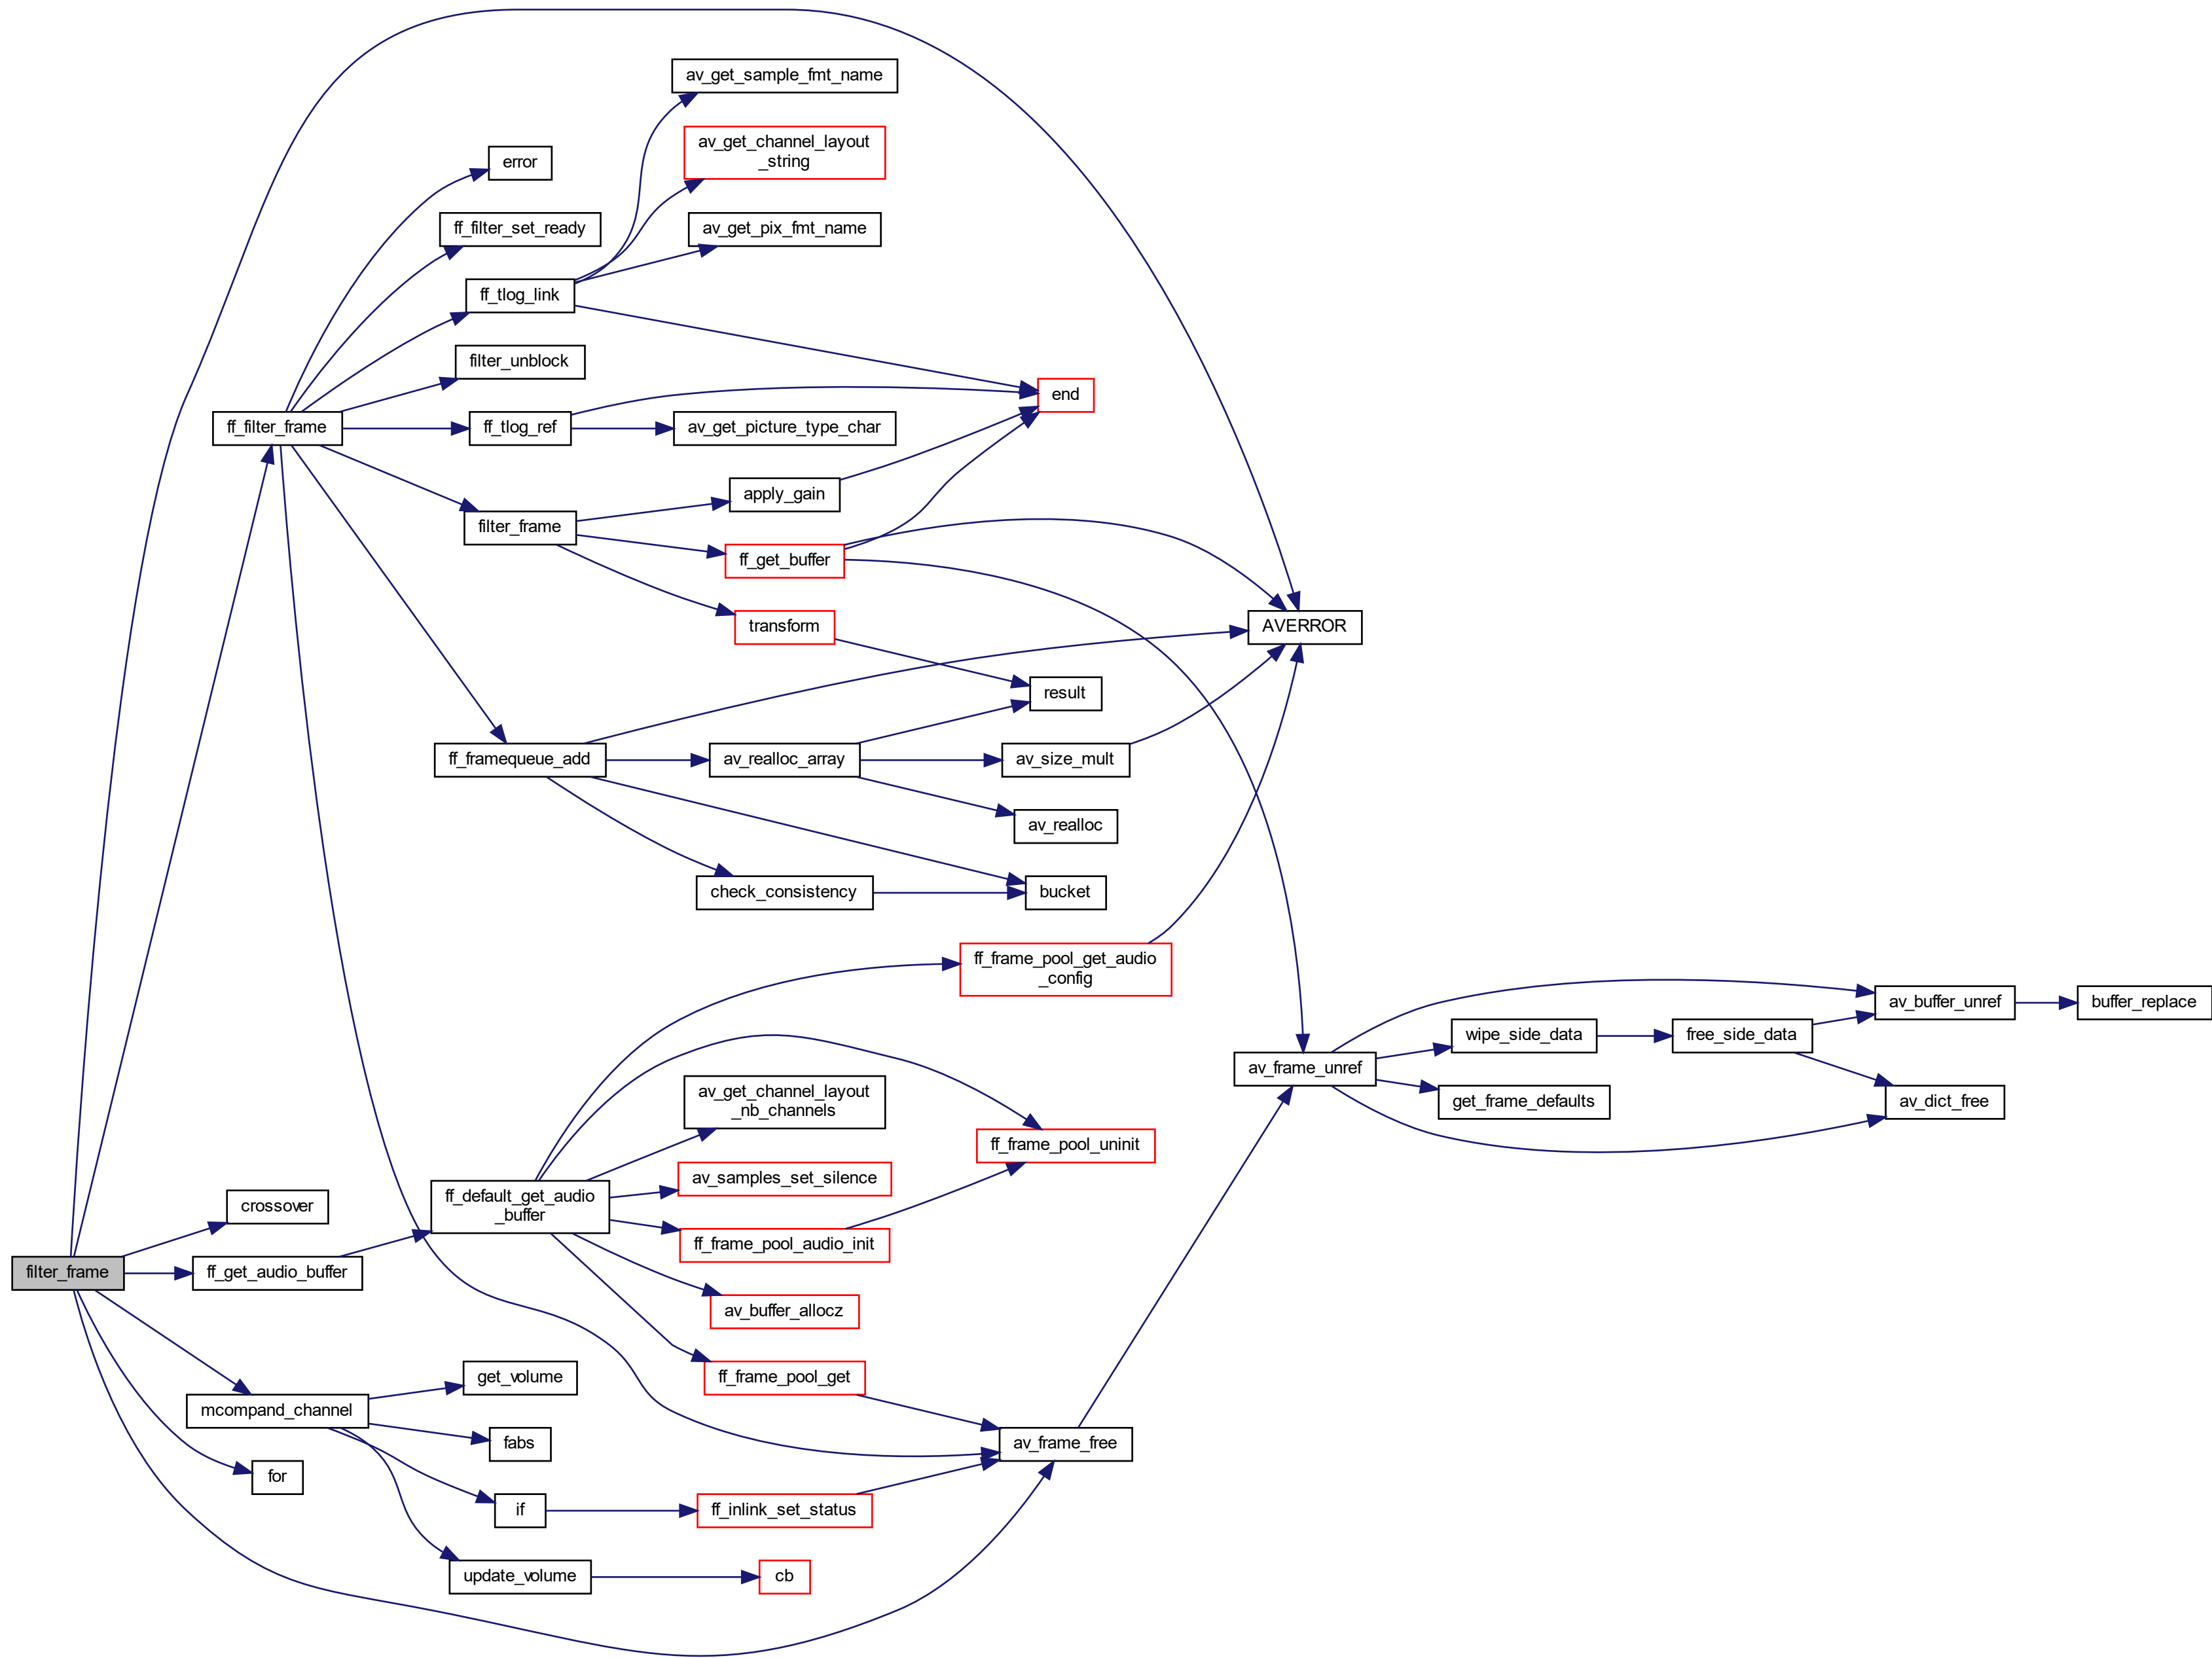 av_get_sample_fmt_name
av_get_channel_layout
_string
error
ff_filter_set_ready
av_get_pix_fmt_name
ff_tlog_link
filter_unblock
end
ff_filter_frame
ff_tlog_ref
av_get_picture_type_char
apply_gain
filter_frame
ff_get_buffer
transform
AVERROR
result
ff_framequeue_add
av_realloc_array
av_size_mult
av_realloc
check_consistency
bucket
ff_frame_pool_get_audio
_config
av_buffer_unref
buffer_replace
wipe_side_data
free_side_data
av_frame_unref
get_frame_defaults
av_dict_free
av_get_channel_layout
_nb_channels
ff_frame_pool_uninit
av_samples_set_silence
ff_default_get_audio
_buffer
crossover
ff_frame_pool_audio_init
filter_frame
ff_get_audio_buffer
av_buffer_allocz
ff_frame_pool_get
get_volume
mcompand_channel
fabs
av_frame_free
for
if
ff_inlink_set_status
update_volume
cb